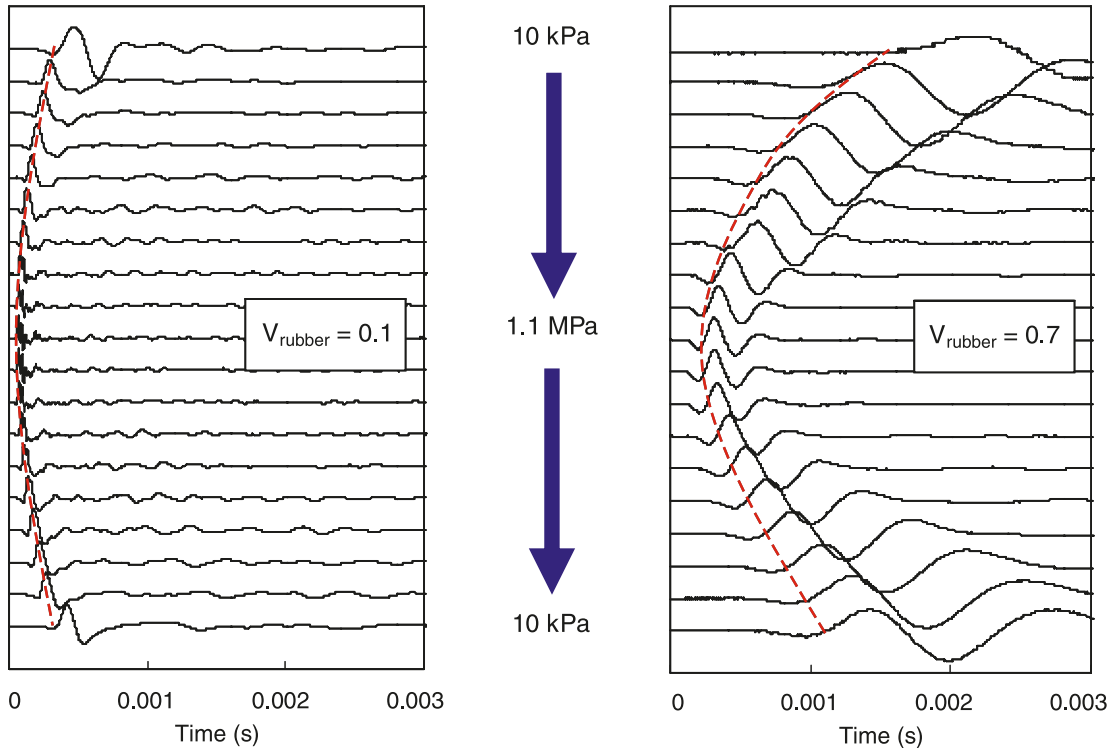 10 kPa
1.1 MPa
10 kPa
V_rubber = 0.1
V_rubber = 0.7
0 0.001 0.002 0.003
Time (s)
0 0.001 0.002 0.003
Time (s)